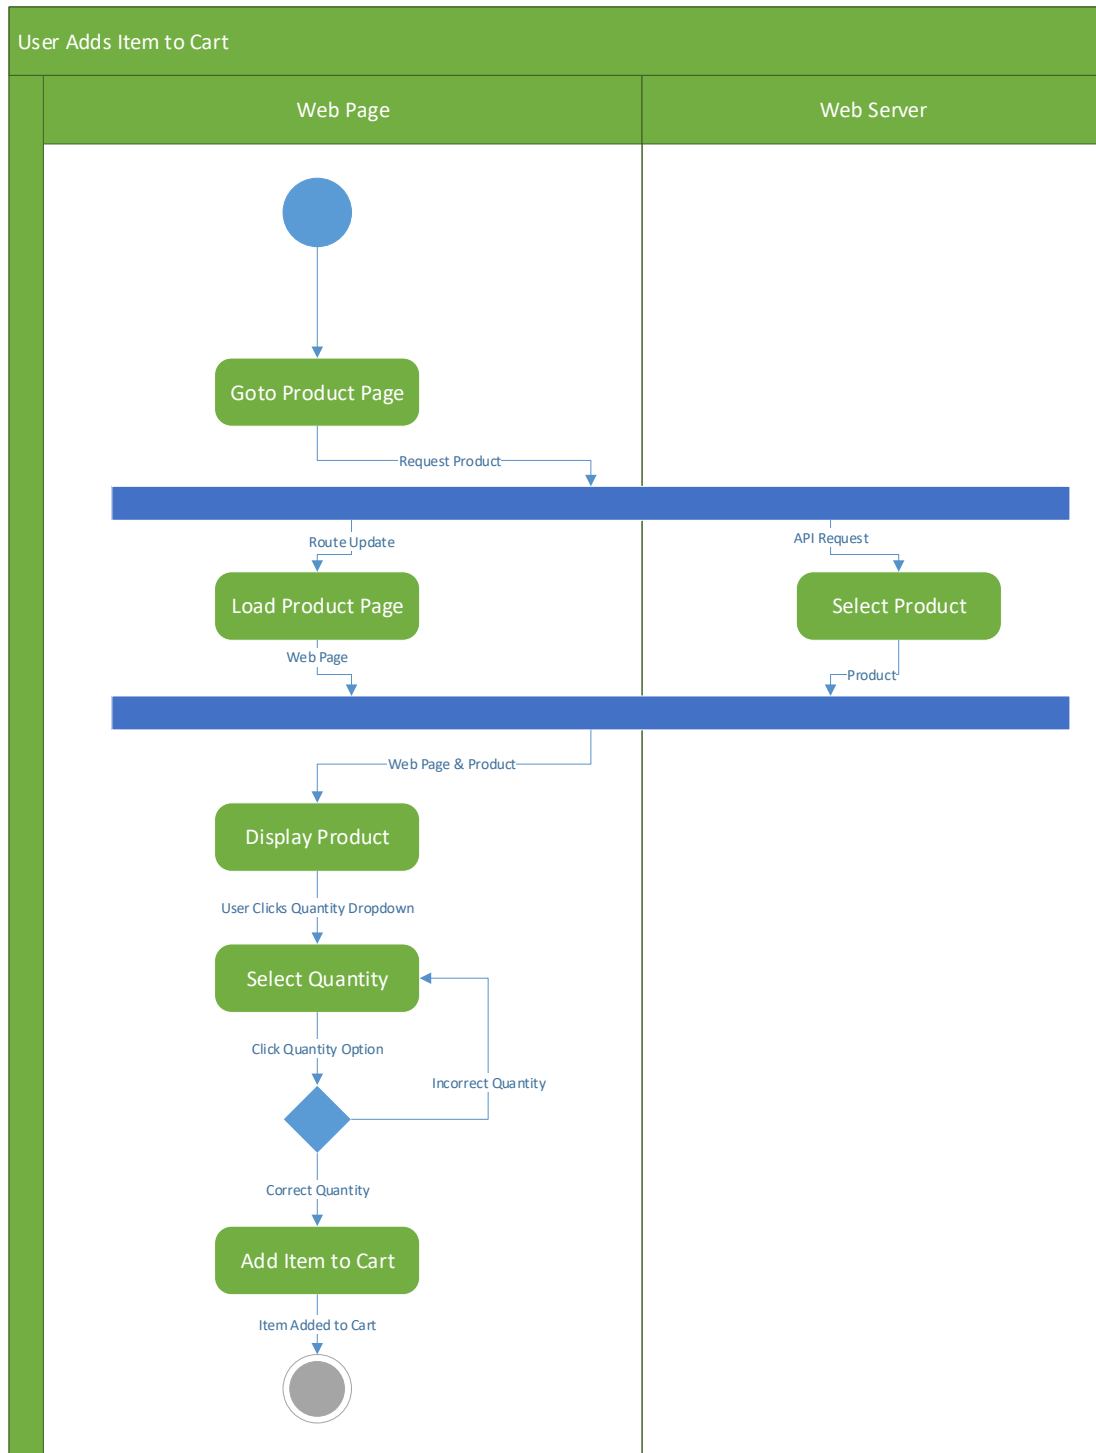 User Adds Item to Cart
Web Page
Web Server
Goto Product Page
Request Product
Route Update
API Request
Load Product Page
Select Product
Web Page
Product
Web Page & Product
Display Product
User Clicks Quantity Dropdown
Select Quantity
Click Quantity Option
Incorrect Quantity
Correct Quantity
Add Item to Cart
Item Added to Cart